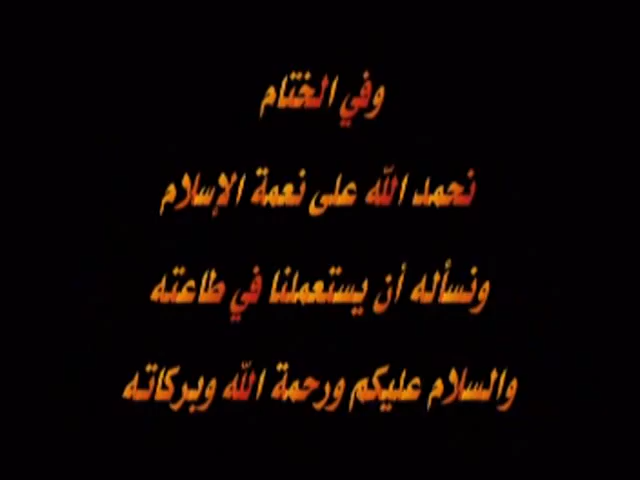 وفي الختام
نحمد الله على نعمة الإسلام
ونسأله أن يستعملنا في طاعته
والسلام عليكم ورحمة الله وبركاته